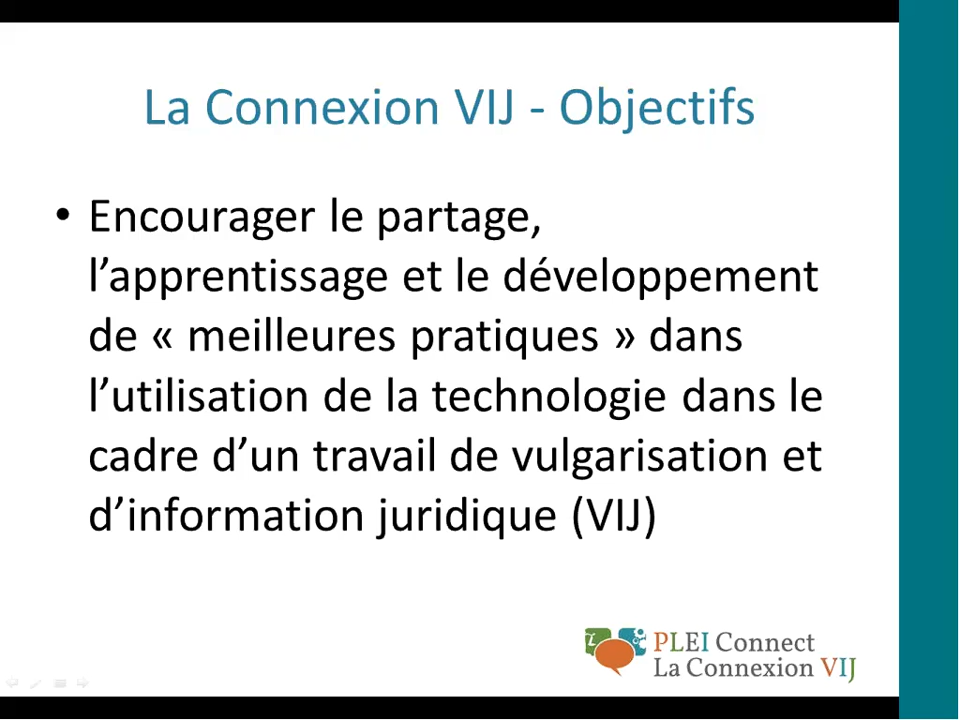 La Connexion VIJ - Objectifs
• Encourager le partage,
l’apprentissage et le développement
de « meilleures pratiques » dans
l’utilisation de la technologie dans le
cadre d’un travail de vulgarisation et
d’information juridique (VIJ)
PLEI Connect
La Connexion VIJ